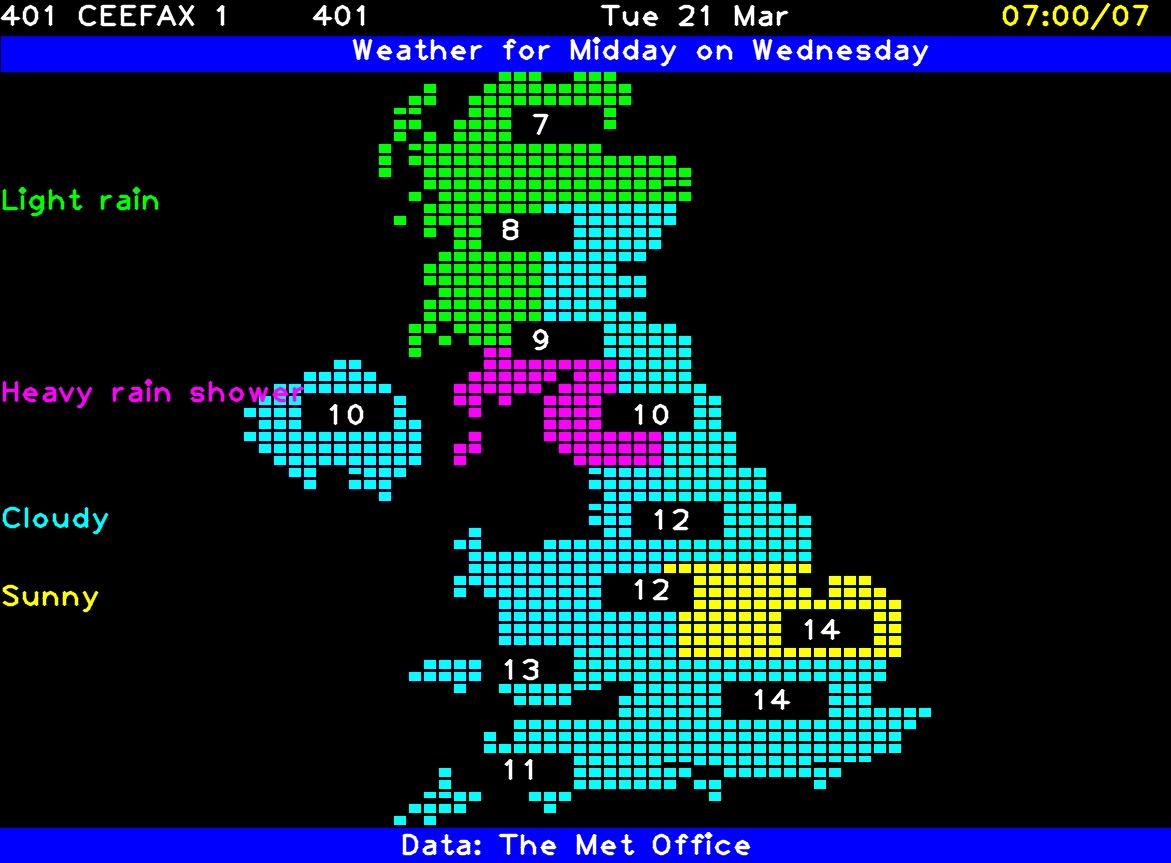 401 CEEFAX 1 401 Tue 21 Mar 07:00/07
Weather for Midday on Wednesday
7
Light rain
8
9
Heavy rain shower
10 10
Cloudy
12
12
Sunny
14
13
14
11
Data: The Met Office